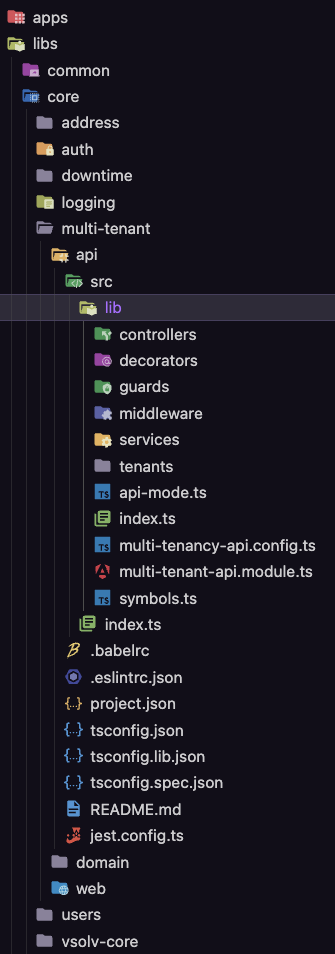 apps
libs
common
core
address
auth
downtime
logging
multi-tenant
api
src
lib
controllers
decorators
guards
middleware
services
tenants
TS api-mode.ts
index.ts
TS multi-tenancy-api.config.ts
multi-tenant-api.module.ts
TS symbols.ts
index.ts
.babelrc
.eslintrc.json
project.json
tsconfig.json
tsconfig.lib.json
tsconfig.spec.json
README.md
jest.config.ts
domain
web
users
vsolv-core